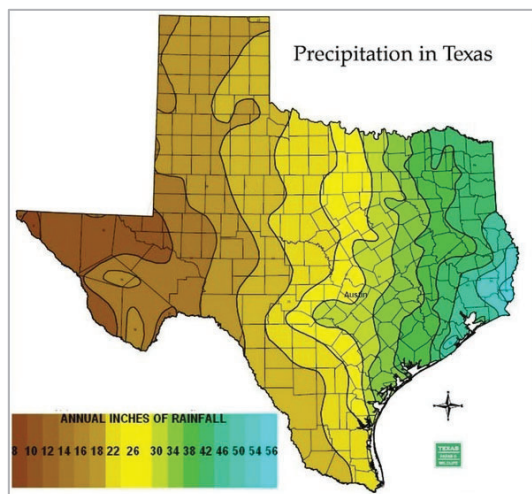 Precipitation in Texas
Austin
ANNUAL INCHES OF RAINFALL
8 10 12 14 16 18 22 26 30 34 38 42 46 50 54 56
TEXAS